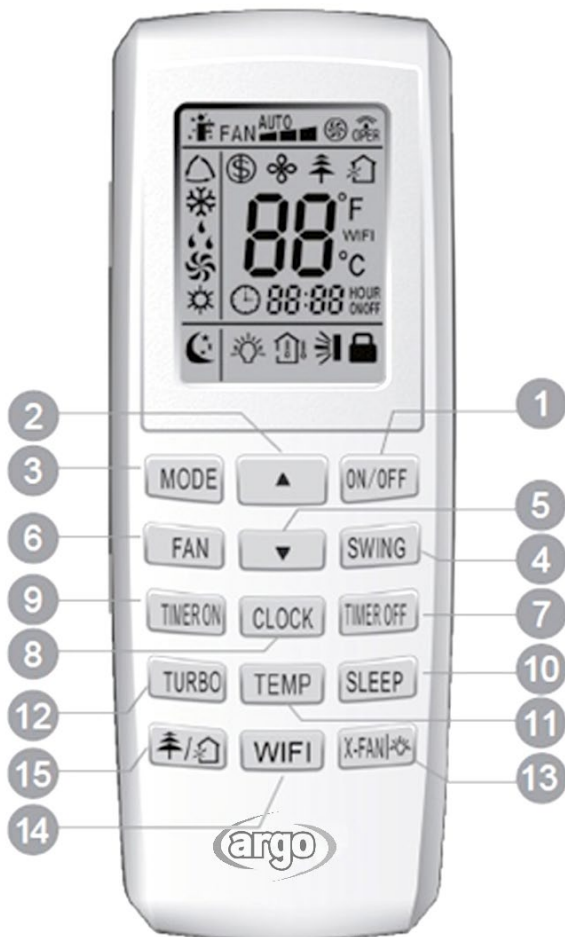 FAN AUTO OPER
88 °F
WIFI
°C
88:88 HOUR
ON/OFF
2
1
3 MODE ▲ ON/OFF
5
6 FAN ▼ SWING
4
9 TIMER ON CLOCK TIMER OFF
7
8
TURBO TEMP SLEEP 10
12
11
/ WIFI X-FAN|
15
13
14
argo